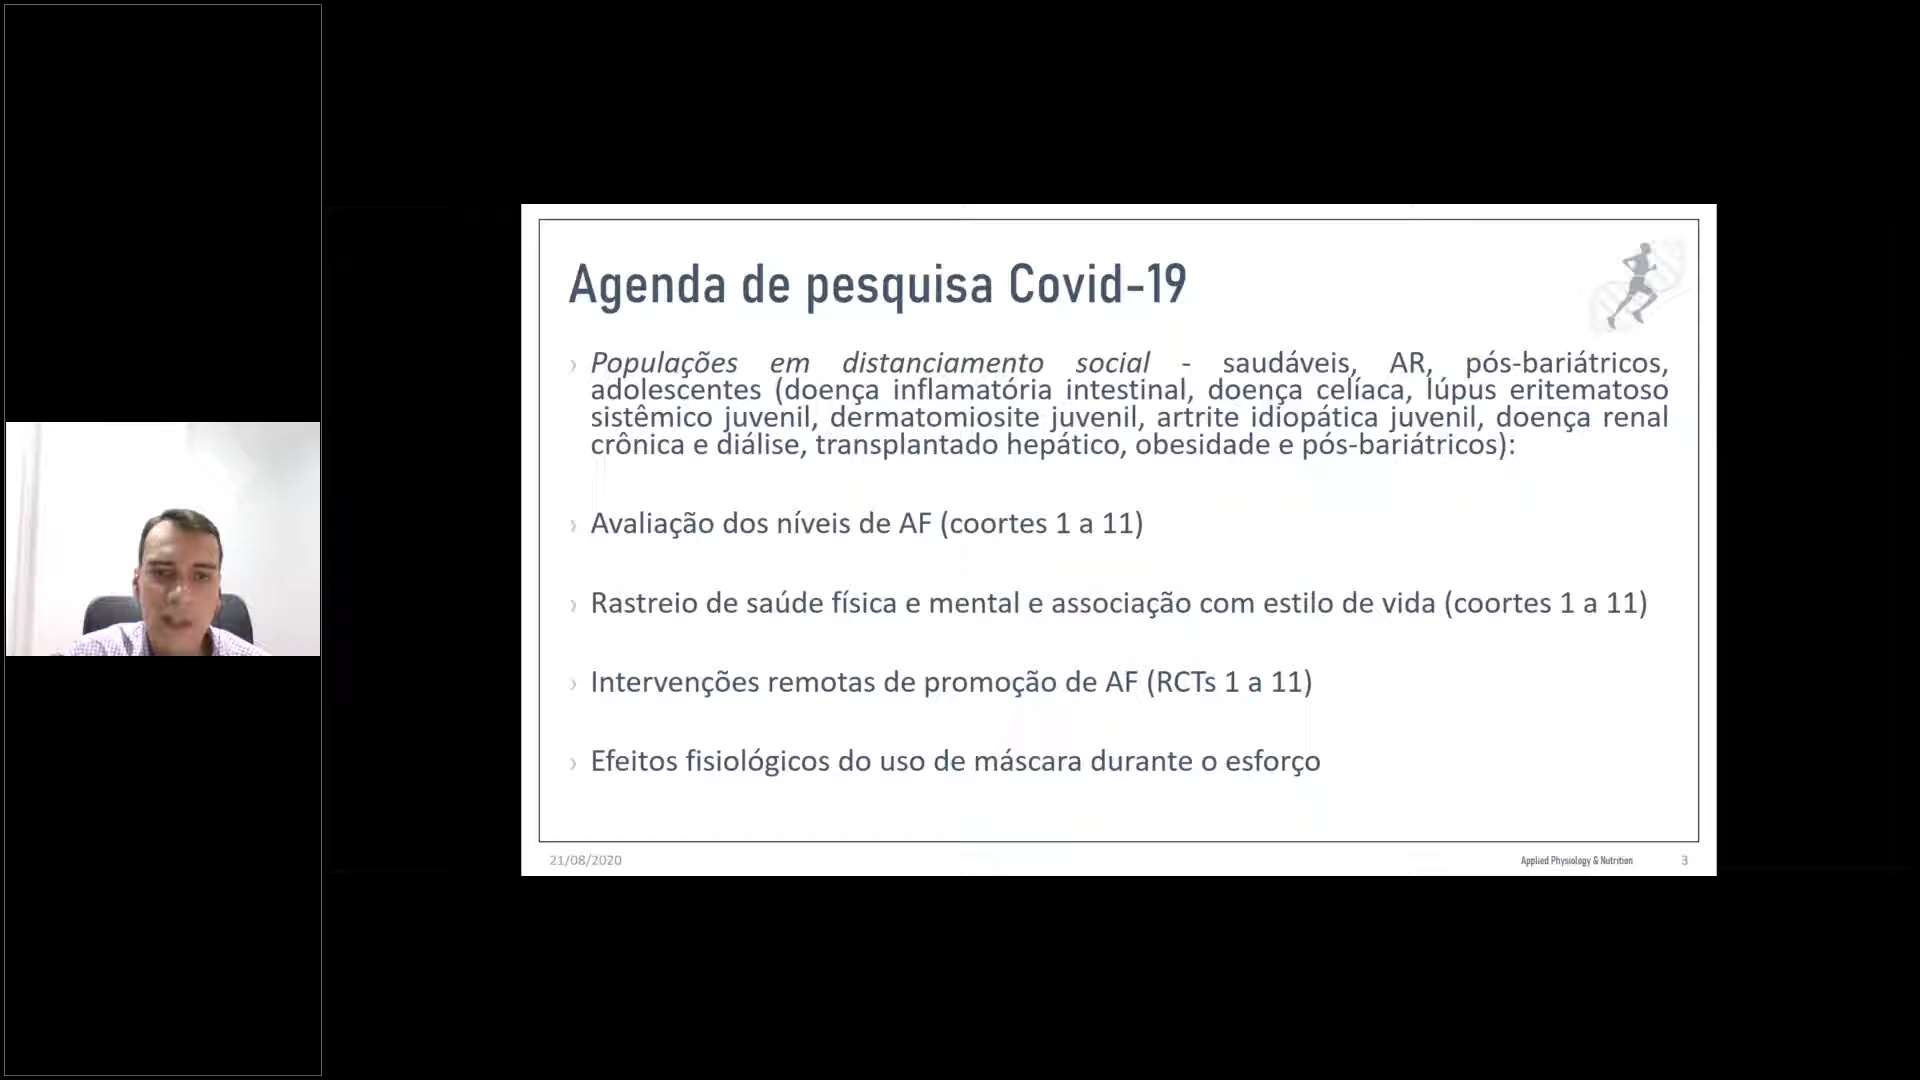 Agenda de pesquisa Covid-19
Populações em distanciamento social - saudáveis, AR, pós-bariátricos,
adolescentes (doença inflamatória intestinal, doença celíaca, lúpus eritematoso
sistêmico juvenil, dermatomiosite juvenil, artrite idiopática juvenil, doença renal
crônica e diálise, transplantado hepático, obesidade e pós-bariátricos):
Avaliação dos níveis de AF (coortes 1 a 11)
Rastreio de saúde física e mental e associação com estilo de vida (coortes 1 a 11)
Intervenções remotas de promoção de AF (RCTs 1 a 11)
Efeitos fisiológicos do uso de máscara durante o esforço
21/08/2020
Applied Physiology & Nutrition
3